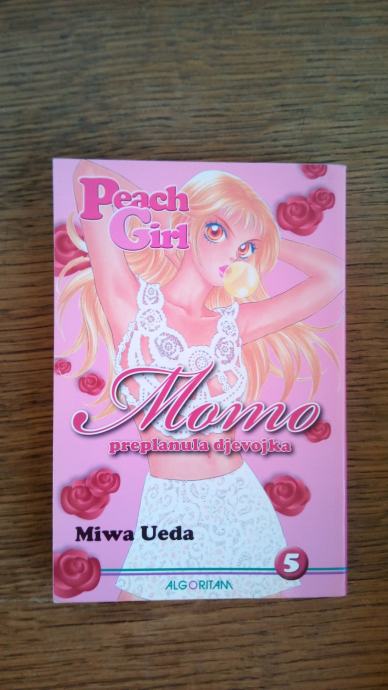 Peach
Girl
Momo
preplanula djevojka
Miwa Ueda
5
ALGORITAM